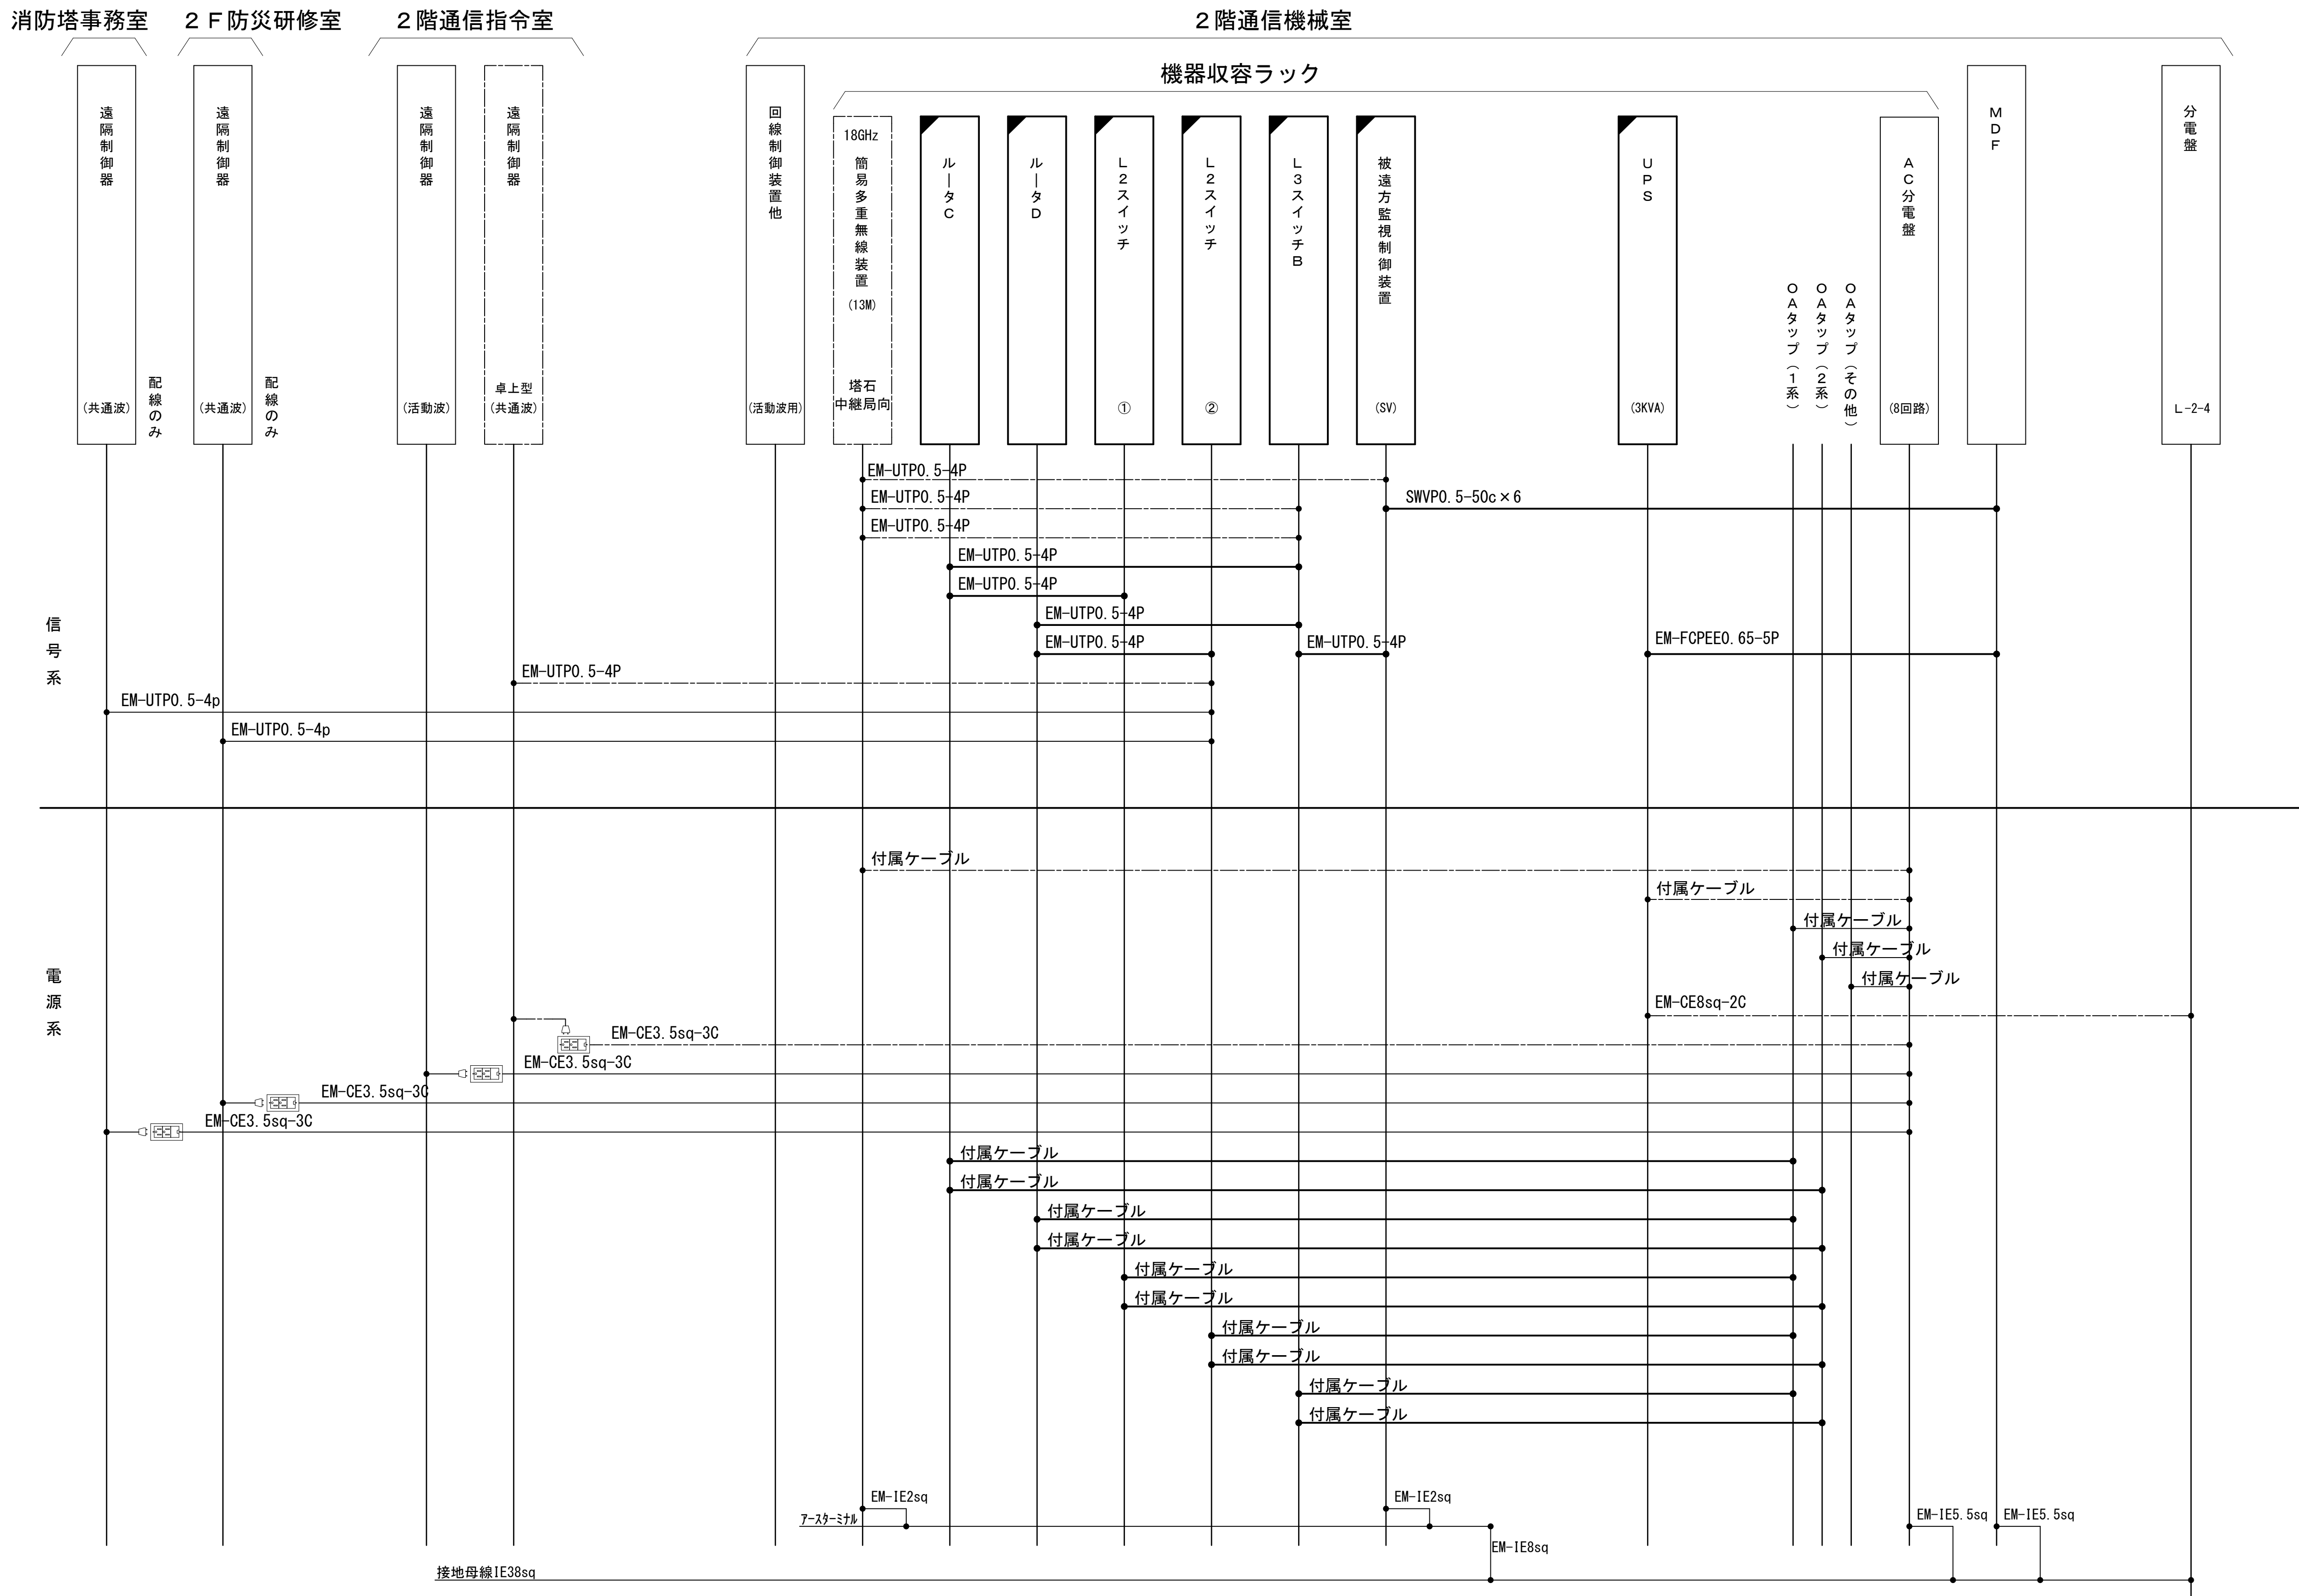 消防塔事務室
２Ｆ防災研修室
２階通信指令室
２階通信機械室
機器収容ラック
遠隔制御器
(共通波)
配線のみ
遠隔制御器
(共通波)
配線のみ
遠隔制御器
(活動波)
遠隔制御器
卓上型
(共通波)
回線制御装置他
(活動波用)
18GHz
簡易多重無線装置
(13M)
塔石
中継局向
ルータC
ルータD
L2スイッチ
①
L2スイッチ
②
L3スイッチB
被遠方監視制御装置
(SV)
UPS
(3KVA)
OAタップ(1系)
OAタップ(2系)
OAタップ(その他)
AC分電盤
(8回路)
MDF
分電盤
L-2-4
信号系
EM-UTP0.5-4P
EM-UTP0.5-4P
SWVP0.5-50c×6
EM-UTP0.5-4P
EM-UTP0.5-4P
EM-UTP0.5-4P
EM-UTP0.5-4P
EM-UTP0.5-4P
EM-UTP0.5-4P
EM-FCPEE0.65-5P
EM-UTP0.5-4P
EM-UTP0.5-4p
EM-UTP0.5-4p
電源系
付属ケーブル
付属ケーブル
付属ケーブル
付属ケーブル
付属ケーブル
EM-CE8sq-2C
EM-CE3.5sq-3C
EM-CE3.5sq-3C
EM-CE3.5sq-3C
EM-CE3.5sq-3C
付属ケーブル
付属ケーブル
付属ケーブル
付属ケーブル
付属ケーブル
付属ケーブル
付属ケーブル
付属ケーブル
付属ケーブル
付属ケーブル
EM-IE2sq
EM-IE2sq
ｱｰｽﾀｰﾐﾅﾙ
EM-IE5.5sq
EM-IE5.5sq
EM-IE8sq
接地母線IE38sq